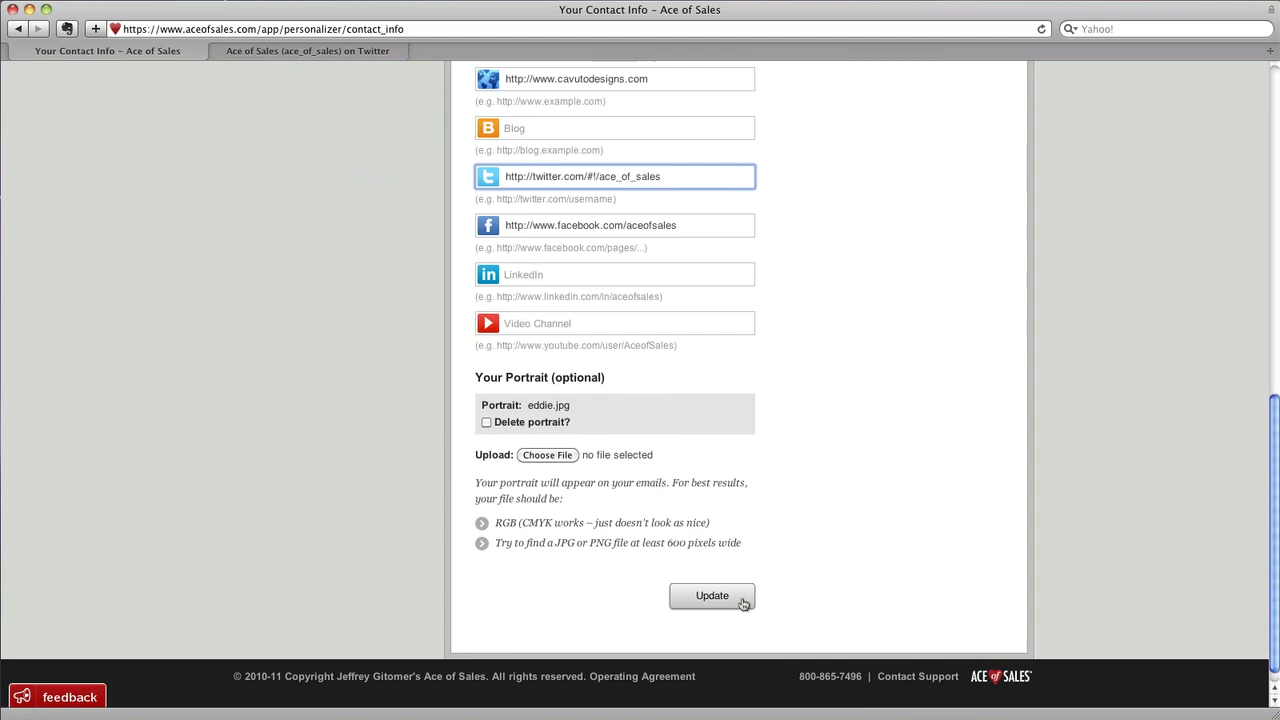 Your Contact Info – Ace of Sales
https://www.aceofsales.com/app/personalizer/contact_info
Yahoo!
Your Contact Info – Ace of Sales
Ace of Sales (ace_of_sales) on Twitter
http://www.cavutodesigns.com
(e.g. http://www.example.com)
B Blog
(e.g. http://blog.example.com)
t http://twitter.com/#!/ace_of_sales
(e.g. http://twitter.com/username)
f http://www.facebook.com/aceofsales
(e.g. http://www.facebook.com/pages/...)
in LinkedIn
(e.g. http://www.linkedin.com/in/aceofsales)
Video Channel
(e.g. http://www.youtube.com/user/AceofSales)
Your Portrait (optional)
Portrait: eddie.jpg
Delete portrait?
Upload: Choose File no file selected
Your portrait will appear on your emails. For best results,
your file should be:
RGB (CMYK works – just doesn't look as nice)
Try to find a JPG or PNG file at least 600 pixels wide
Update
© 2010-11 Copyright Jeffrey Gitomer's Ace of Sales. All rights reserved. Operating Agreement
800-865-7496 | Contact Support ACE OF SALES
feedback